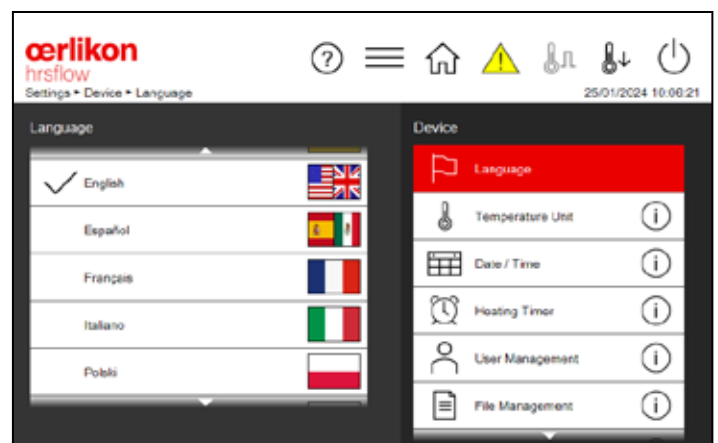 œrlikon
hrsflow
Settings ▸ Device ▸ Language
25/01/2024 10:06:21
Language
English
Español
Français
Italiano
Polski
Device
Language
Temperature Unit
Date / Time
Heating Timer
User Management
File Management